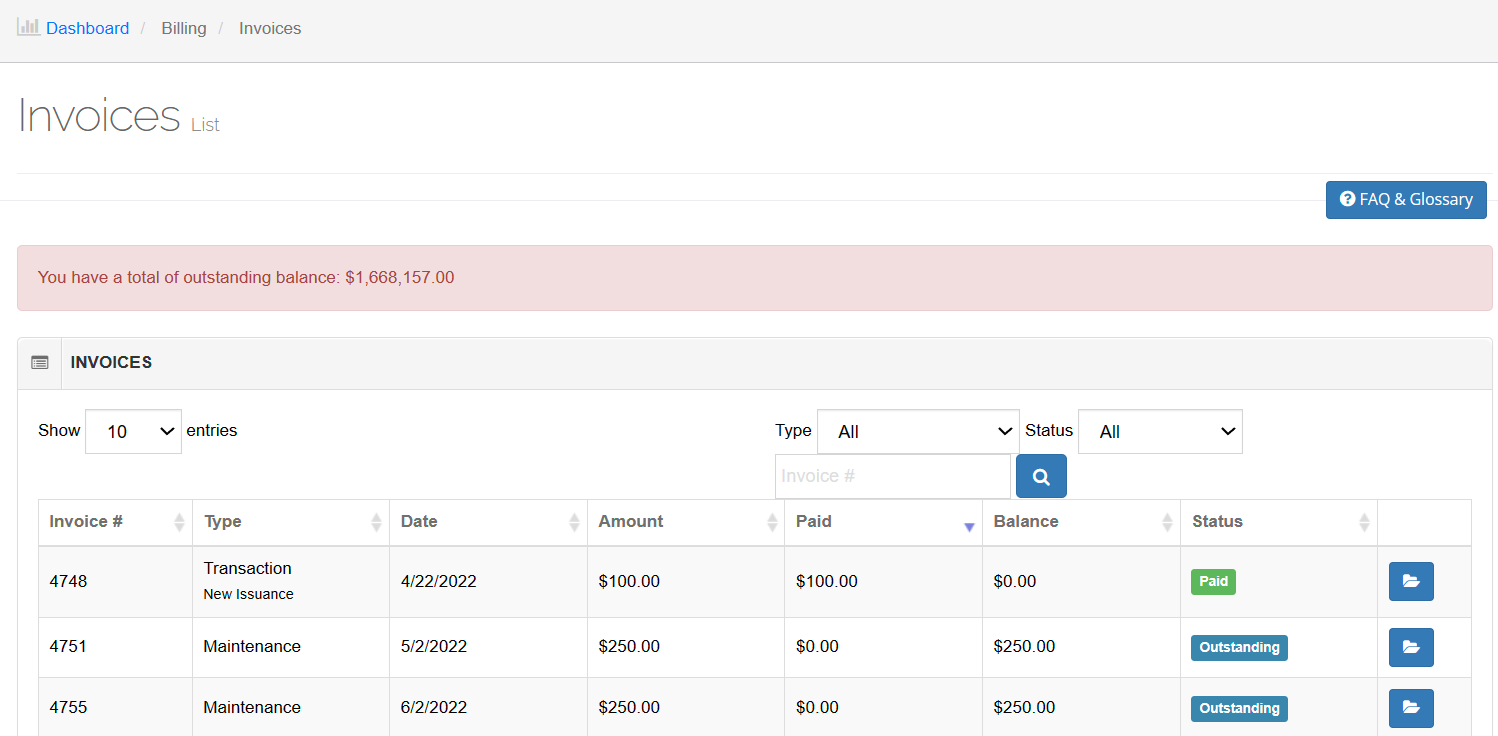 Dashboard / Billing / Invoices
Invoices List
FAQ & Glossary
You have a total of outstanding balance: $1,668,157.00
INVOICES
Show 10 entries Type All Status All
Invoice #
Invoice # Type Date Amount Paid Balance Status
4748 Transaction New Issuance 4/22/2022 $100.00 $100.00 $0.00 Paid
4751 Maintenance 5/2/2022 $250.00 $0.00 $250.00 Outstanding
4755 Maintenance 6/2/2022 $250.00 $0.00 $250.00 Outstanding